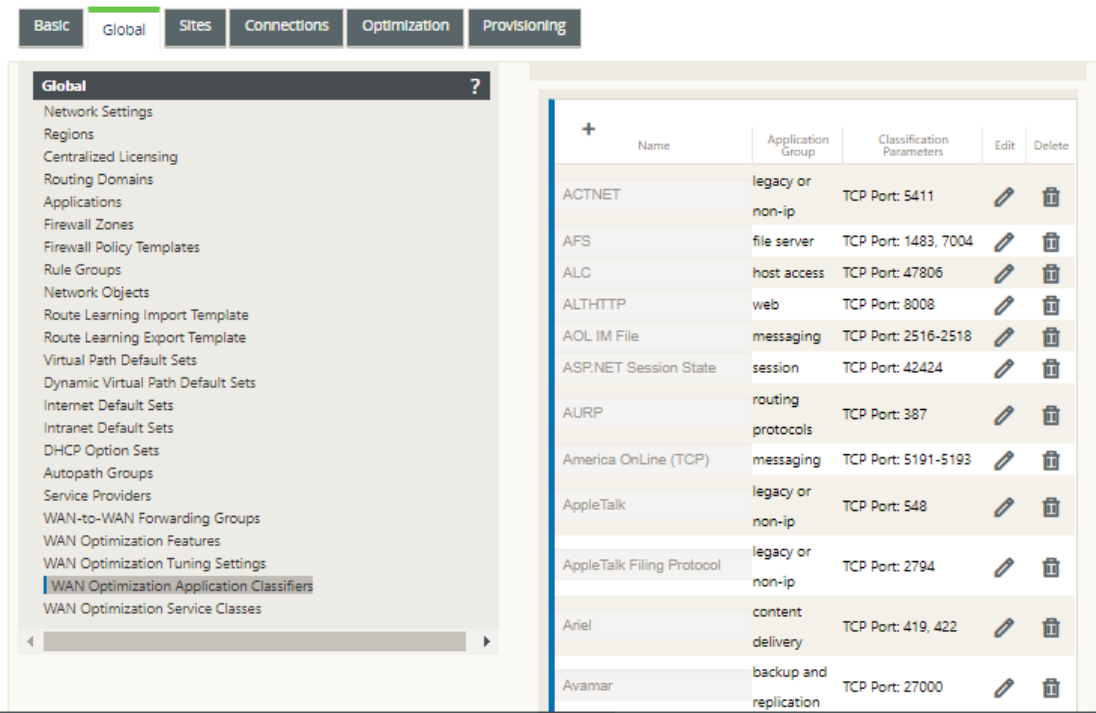 Basic Global Sites Connections Optimization Provisioning
Global ?
Network Settings
Regions
Centralized Licensing
Routing Domains
Applications
Firewall Zones
Firewall Policy Templates
Rule Groups
Network Objects
Route Learning Import Template
Route Learning Export Template
Virtual Path Default Sets
Dynamic Virtual Path Default Sets
Internet Default Sets
Intranet Default Sets
DHCP Option Sets
Autopath Groups
Service Providers
WAN-to-WAN Forwarding Groups
WAN Optimization Features
WAN Optimization Tuning Settings
WAN Optimization Application Classifiers
WAN Optimization Service Classes
+
Name Application Group Classification Parameters Edit Delete
ACTNET legacy or non-ip TCP Port: 5411
AFS file server TCP Port: 1483, 7004
ALC host access TCP Port: 47806
ALTHTTP web TCP Port: 8008
AOL IM File messaging TCP Port: 2516-2518
ASP.NET Session State session TCP Port: 42424
AURP routing protocols TCP Port: 387
America OnLine (TCP) messaging TCP Port: 5191-5193
AppleTalk legacy or non-ip TCP Port: 548
AppleTalk Filing Protocol legacy or non-ip TCP Port: 2794
Ariel content delivery TCP Port: 419, 422
Avamar backup and replication TCP Port: 27000